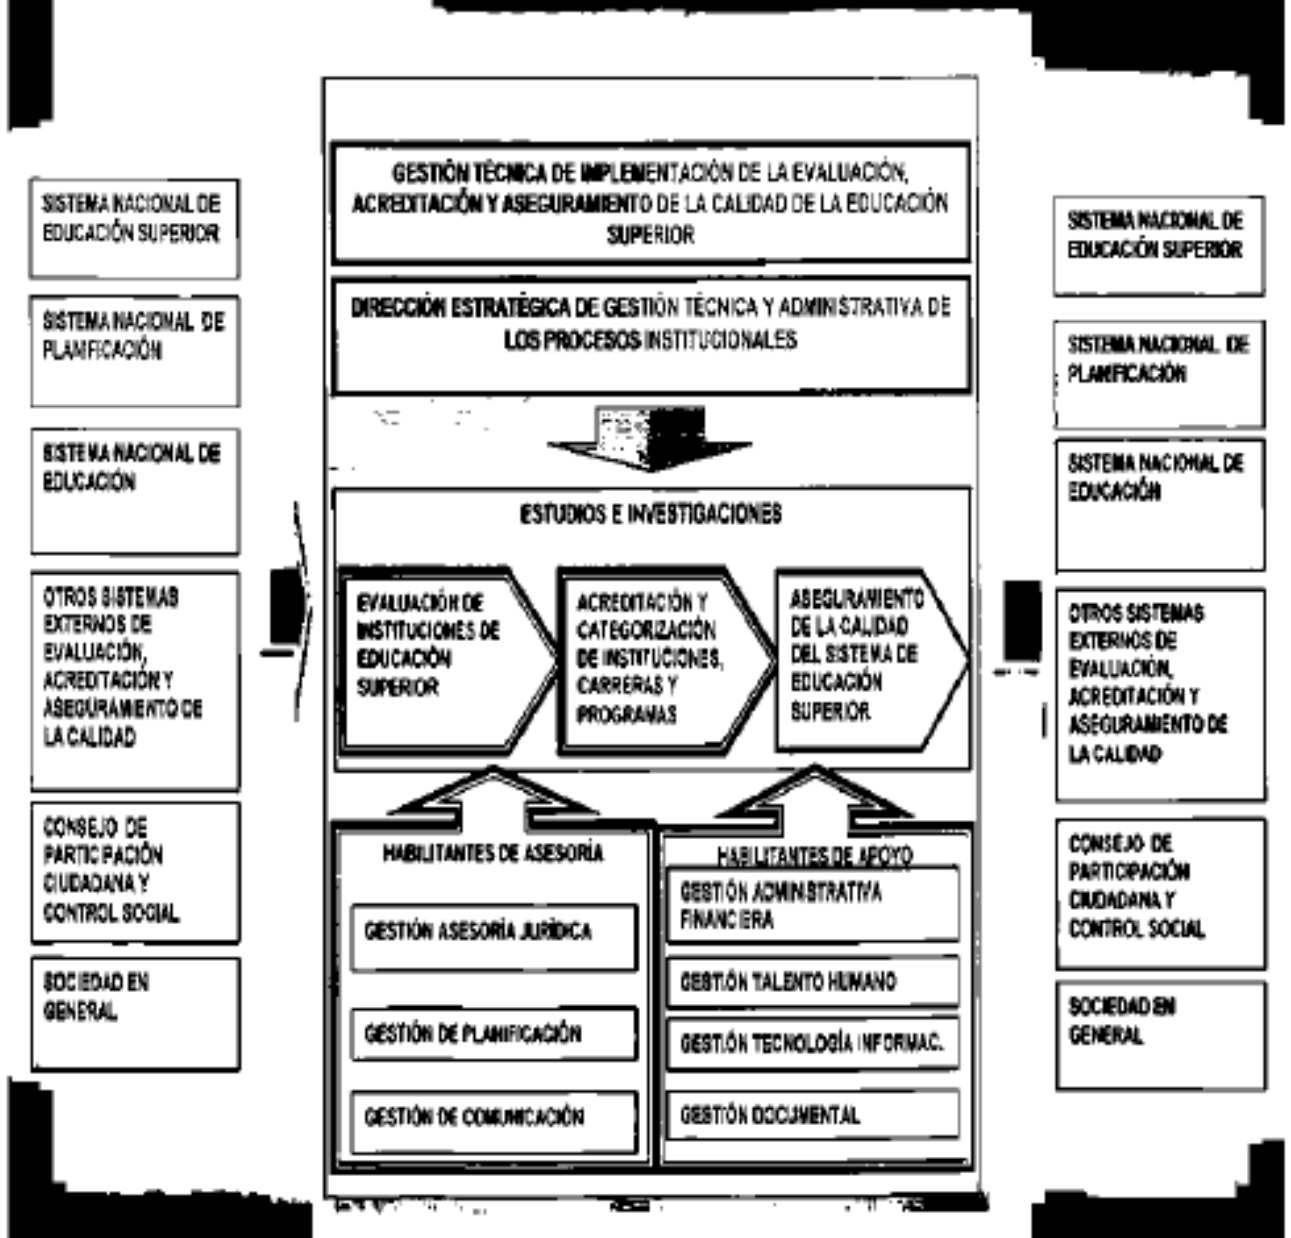 SISTEMA NACIONAL DE
EDUCACIÓN SUPERIOR
SISTEMA NACIONAL DE
PLANIFICACIÓN
SISTEMA NACIONAL DE
EDUCACIÓN
OTROS SISTEMAS
EXTERNOS DE
EVALUACIÓN,
ACREDITACIÓN Y
ASEGURAMIENTO DE
LA CALIDAD
CONSEJO DE
PARTICIPACIÓN
CIUDADANA Y
CONTROL SOCIAL
SOCIEDAD EN
GENERAL
GESTIÓN TÉCNICA DE IMPLEMENTACIÓN DE LA EVALUACIÓN,
ACREDITACIÓN Y ASEGURAMIENTO DE LA CALIDAD DE LA EDUCACIÓN
SUPERIOR
DIRECCIÓN ESTRATÉGICA DE GESTIÓN TÉCNICA Y ADMINISTRATIVA DE
LOS PROCESOS INSTITUCIONALES
ESTUDIOS E INVESTIGACIONES
EVALUACIÓN DE
INSTITUCIONES DE
EDUCACIÓN
SUPERIOR
ACREDITACIÓN Y
CATEGORIZACIÓN
DE INSTITUCIONES,
CARRERAS Y
PROGRAMAS
ASEGURAMIENTO
DE LA CALIDAD
DEL SISTEMA DE
EDUCACIÓN
SUPERIOR
HABILITANTES DE ASESORÍA
GESTIÓN ASESORÍA JURÍDICA
GESTIÓN DE PLANIFICACIÓN
GESTIÓN DE COMUNICACIÓN
HABILITANTES DE APOYO
GESTIÓN ADMINISTRATIVA
FINANCIERA
GESTIÓN TALENTO HUMANO
GESTIÓN TECNOLOGÍA INFORMAC.
GESTIÓN DOCUMENTAL
SISTEMA NACIONAL DE
EDUCACIÓN SUPERIOR
SISTEMA NACIONAL DE
PLANIFICACIÓN
SISTEMA NACIONAL DE
EDUCACIÓN
OTROS SISTEMAS
EXTERNOS DE
EVALUACIÓN,
ACREDITACIÓN Y
ASEGURAMIENTO DE
LA CALIDAD
CONSEJO DE
PARTICIPACIÓN
CIUDADANA Y
CONTROL SOCIAL
SOCIEDAD EN
GENERAL